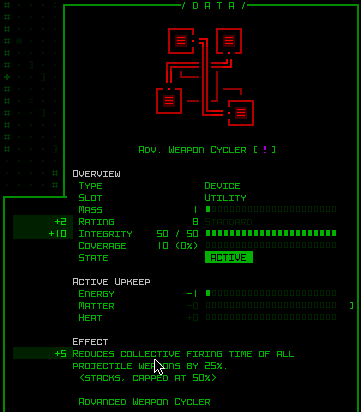 / D A T A /
Adv. Weapon Cycler [!]
Overview
Type Device
Slot Utility
Mass 1
+2 Rating 8 Standard
+10 Integrity 50 / 50
Coverage 10 (0%)
State ACTIVE
Active Upkeep
Energy -1
Matter -0
Heat +0
Effect
+5 Reduces collective firing time of all
projectile weapons by 25%.
<stacks, capped at 50%>
Advanced Weapon Cycler